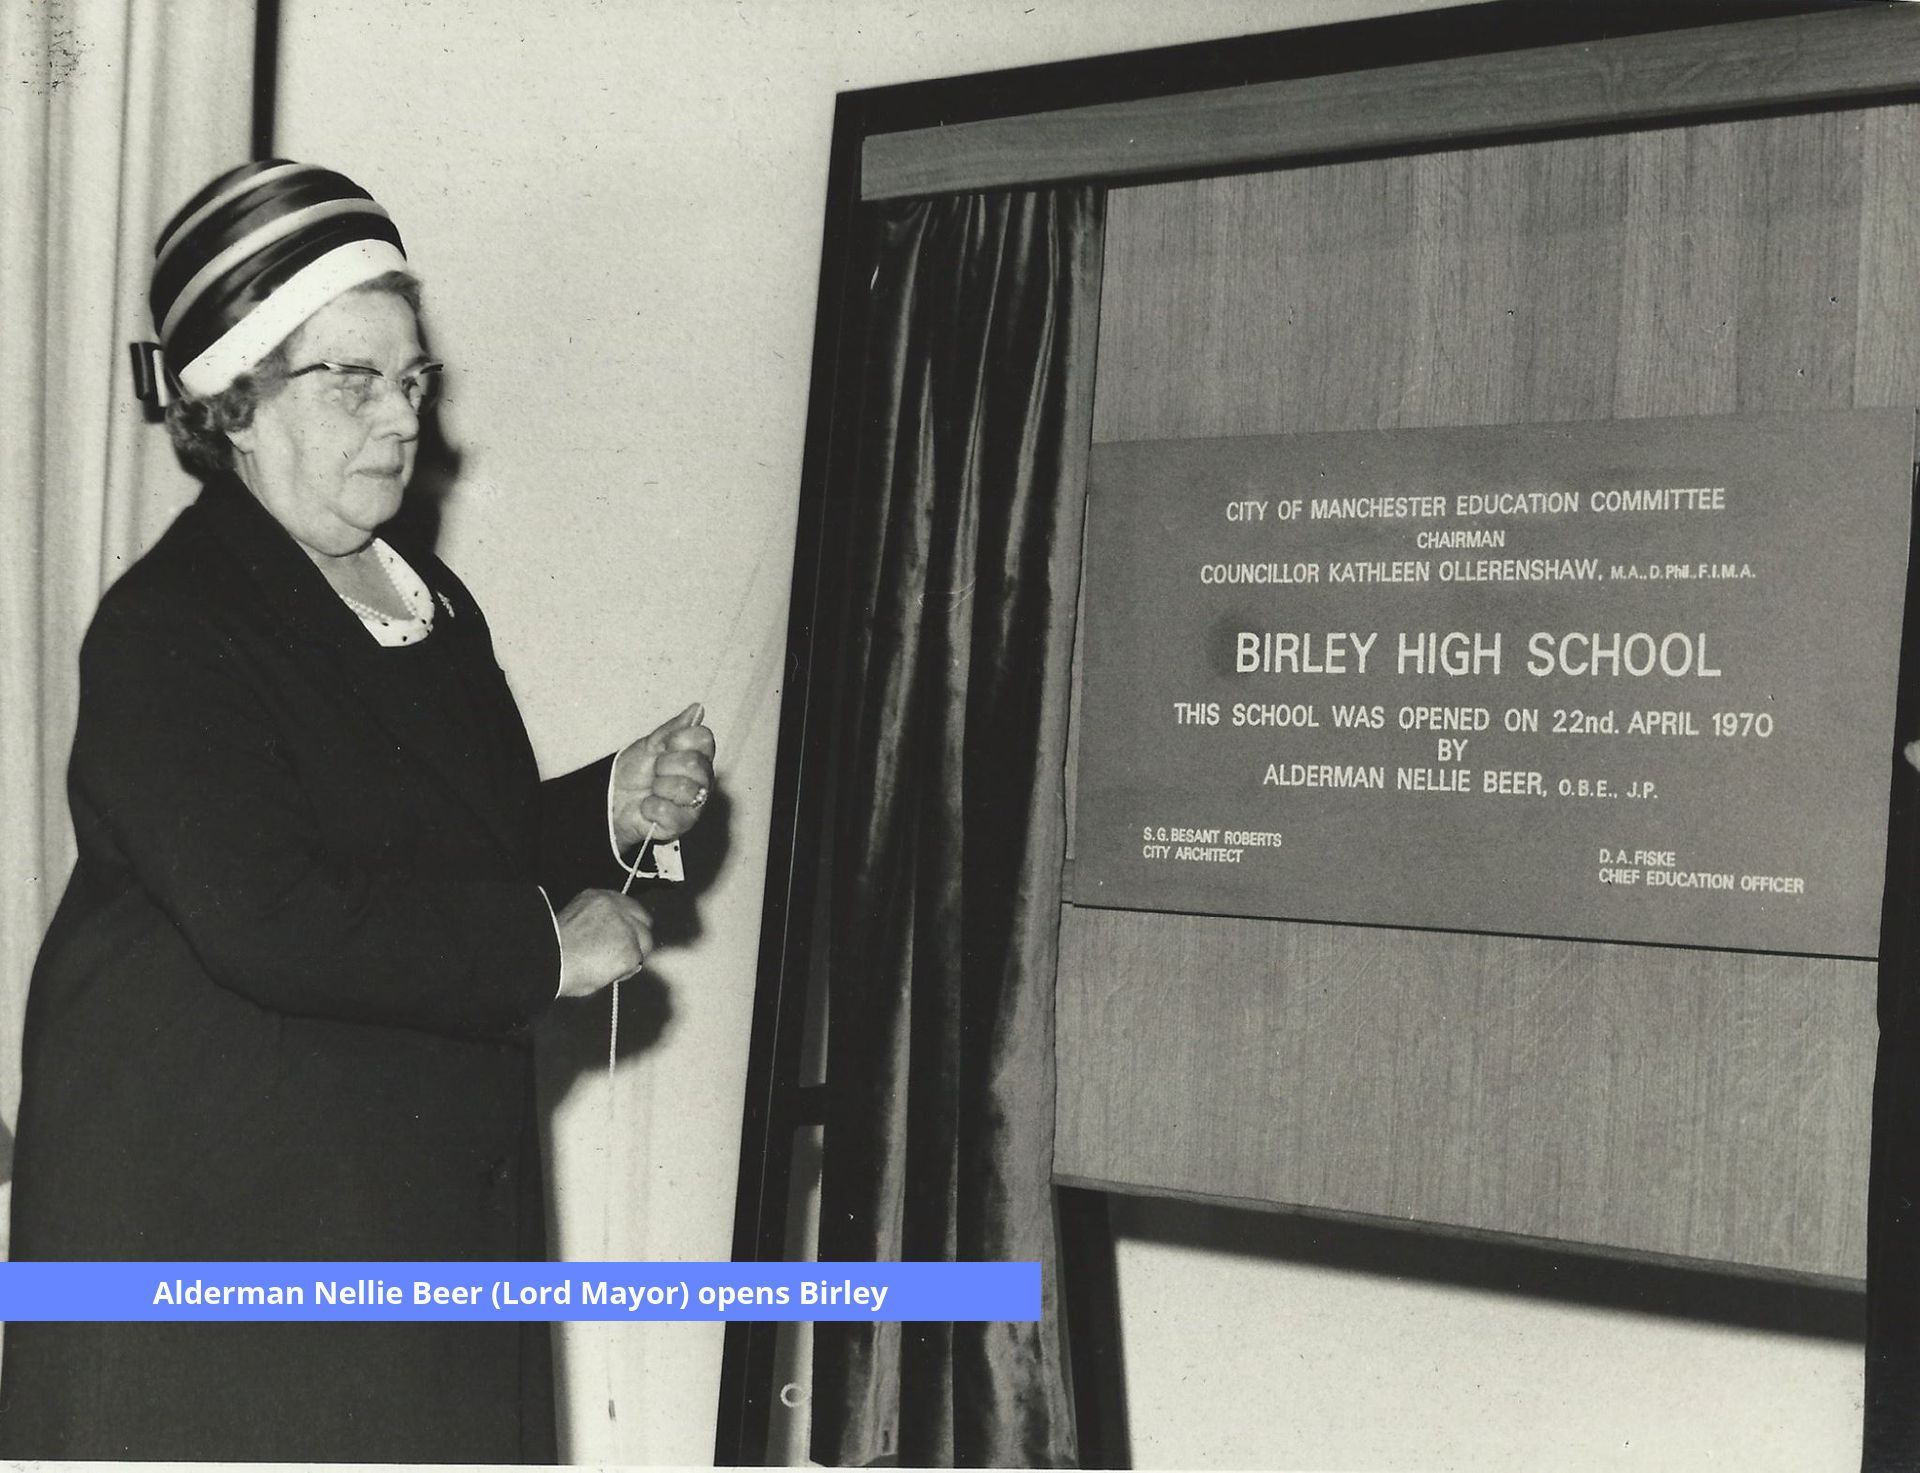 CITY OF MANCHESTER EDUCATION COMMITTEE
CHAIRMAN
COUNCILLOR KATHLEEN OLLERENSHAW, M.A., D.Phil., F.I.M.A.
BIRLEY HIGH SCHOOL
THIS SCHOOL WAS OPENED ON 22nd. APRIL 1970
BY
ALDERMAN NELLIE BEER, O.B.E., J.P.
S.G. BESANT ROBERTS
CITY ARCHITECT
D.A. FISKE
CHIEF EDUCATION OFFICER
Alderman Nellie Beer (Lord Mayor) opens Birley